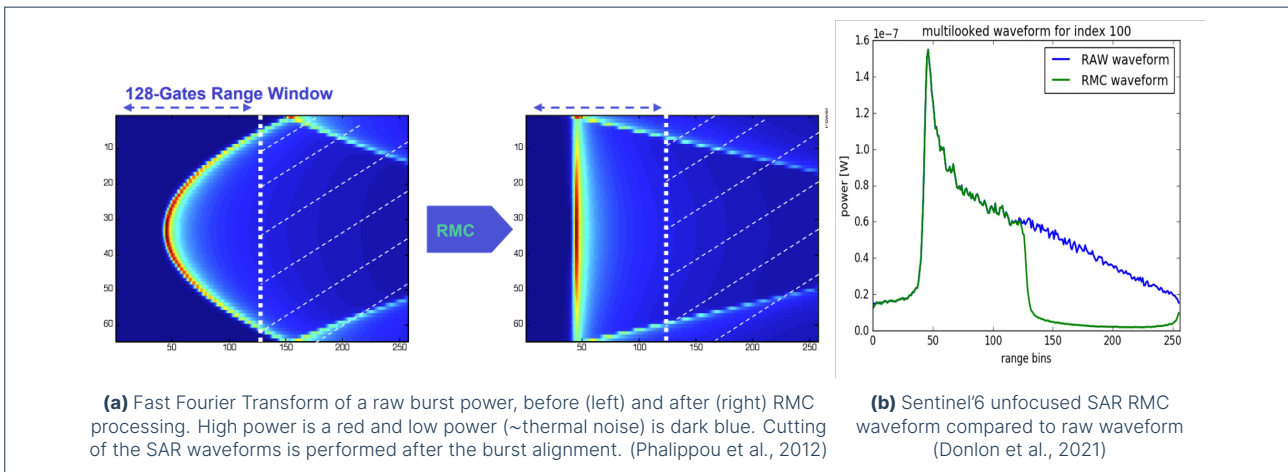 128-Gates Range Window
10
20
30
40
50
60
50
100
150
200
250
RMC
10
20
30
40
50
60
50
100
150
200
250
multilooked waveform for index 100
1e−7
1.6
1.4
1.2
1.0
0.8
0.6
0.4
0.2
0.0
power [W]
RAW waveform
RMC waveform
0
50
100
150
200
250
range bins
(a) Fast Fourier Transform of a raw burst power, before (left) and after (right) RMC
processing. High power is a red and low power (~thermal noise) is dark blue. Cutting
of the SAR waveforms is performed after the burst alignment. (Phalippou et al., 2012)
(b) Sentinel’6 unfocused SAR RMC
waveform compared to raw waveform
(Donlon et al., 2021)